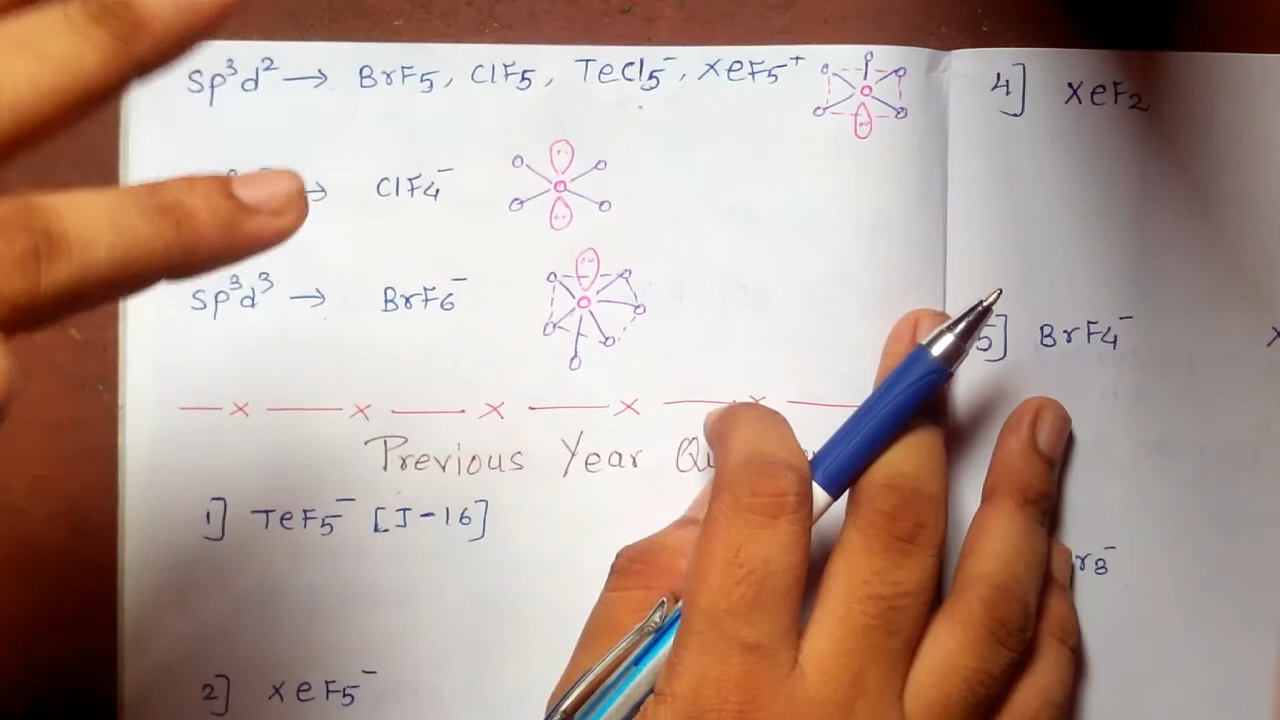 sp³d² → BrF₅, ClF₅, TeCl₅⁻, XeF₅⁺
→ ClF₄⁻
sp³d³ → BrF₆⁻
Previous Year
1] TeF₅⁻ [J-16]
2] XeF₅⁻
4] XeF₂
5] BrF₄⁻